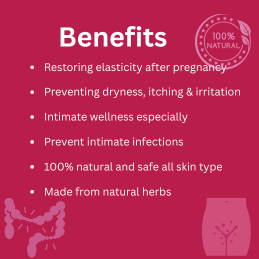 Benefits
100%
NATURAL
Restoring elasticity after pregnancy
Preventing dryness, itching & irritation
Intimate wellness especially
Prevent intimate infections
100% natural and safe all skin type
Made from natural herbs